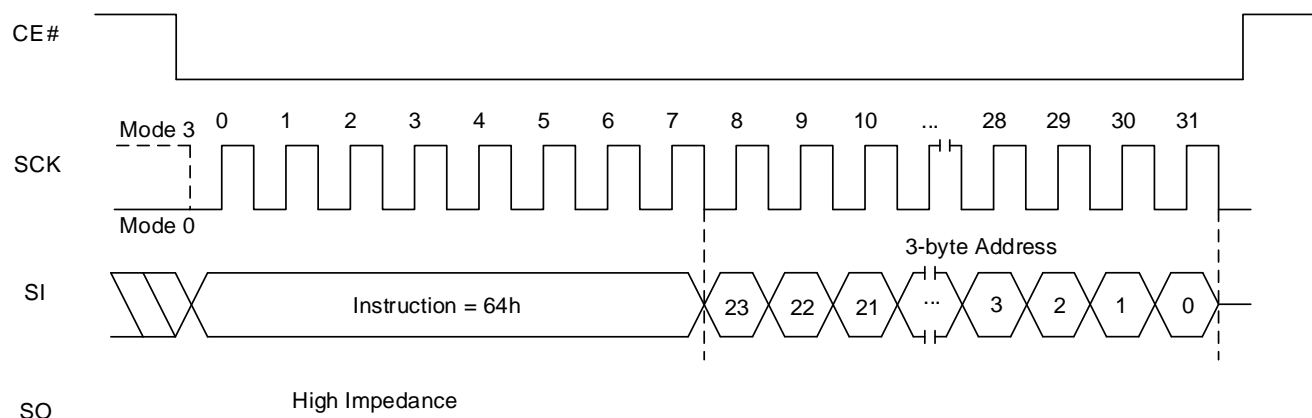 CE#
Mode 3 0 1 2 3 4 5 6 7 8 9 10 ... 28 29 30 31
SCK
Mode 0
3-byte Address
SI Instruction = 64h 23 22 21 ... 3 2 1 0
High Impedance
SO